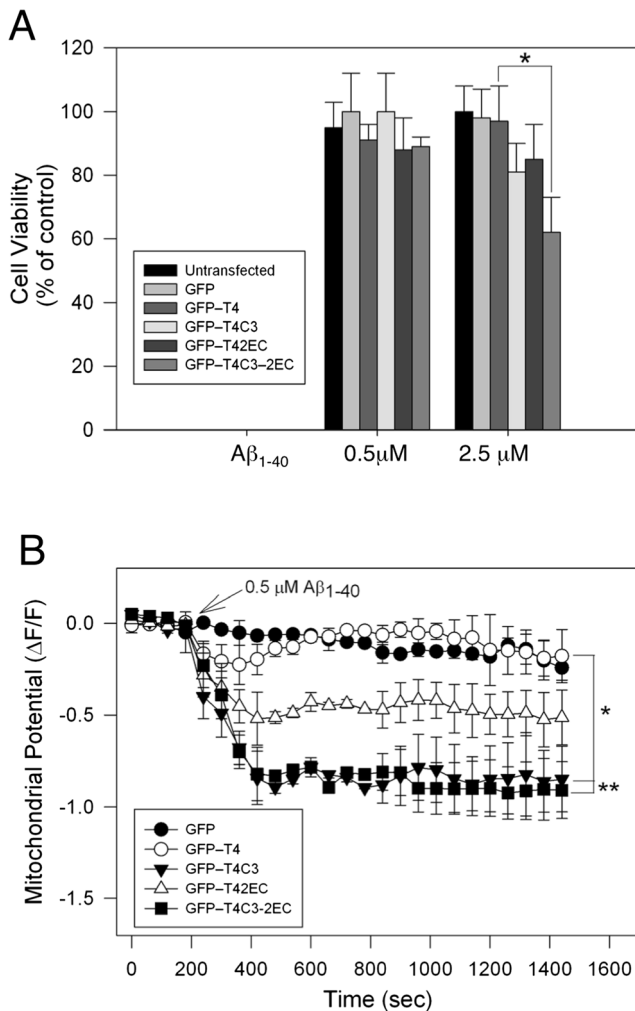 A
120
100
80
60
40
20
0
Cell Viability
(% of control)
*
Untransfected
GFP
GFP–T4
GFP–T4C3
GFP–T42EC
GFP–T4C3–2EC
Aβ1-40 0.5μM 2.5 μM
B
0.5 μM Aβ1-40
0.0
-0.5
-1.0
-1.5
Mitochondrial Potential (ΔF/F)
*
**
GFP
GFP–T4
GFP–T4C3
GFP–T42EC
GFP–T4C3-2EC
0 200 400 600 800 1000 1200 1400 1600
Time (sec)